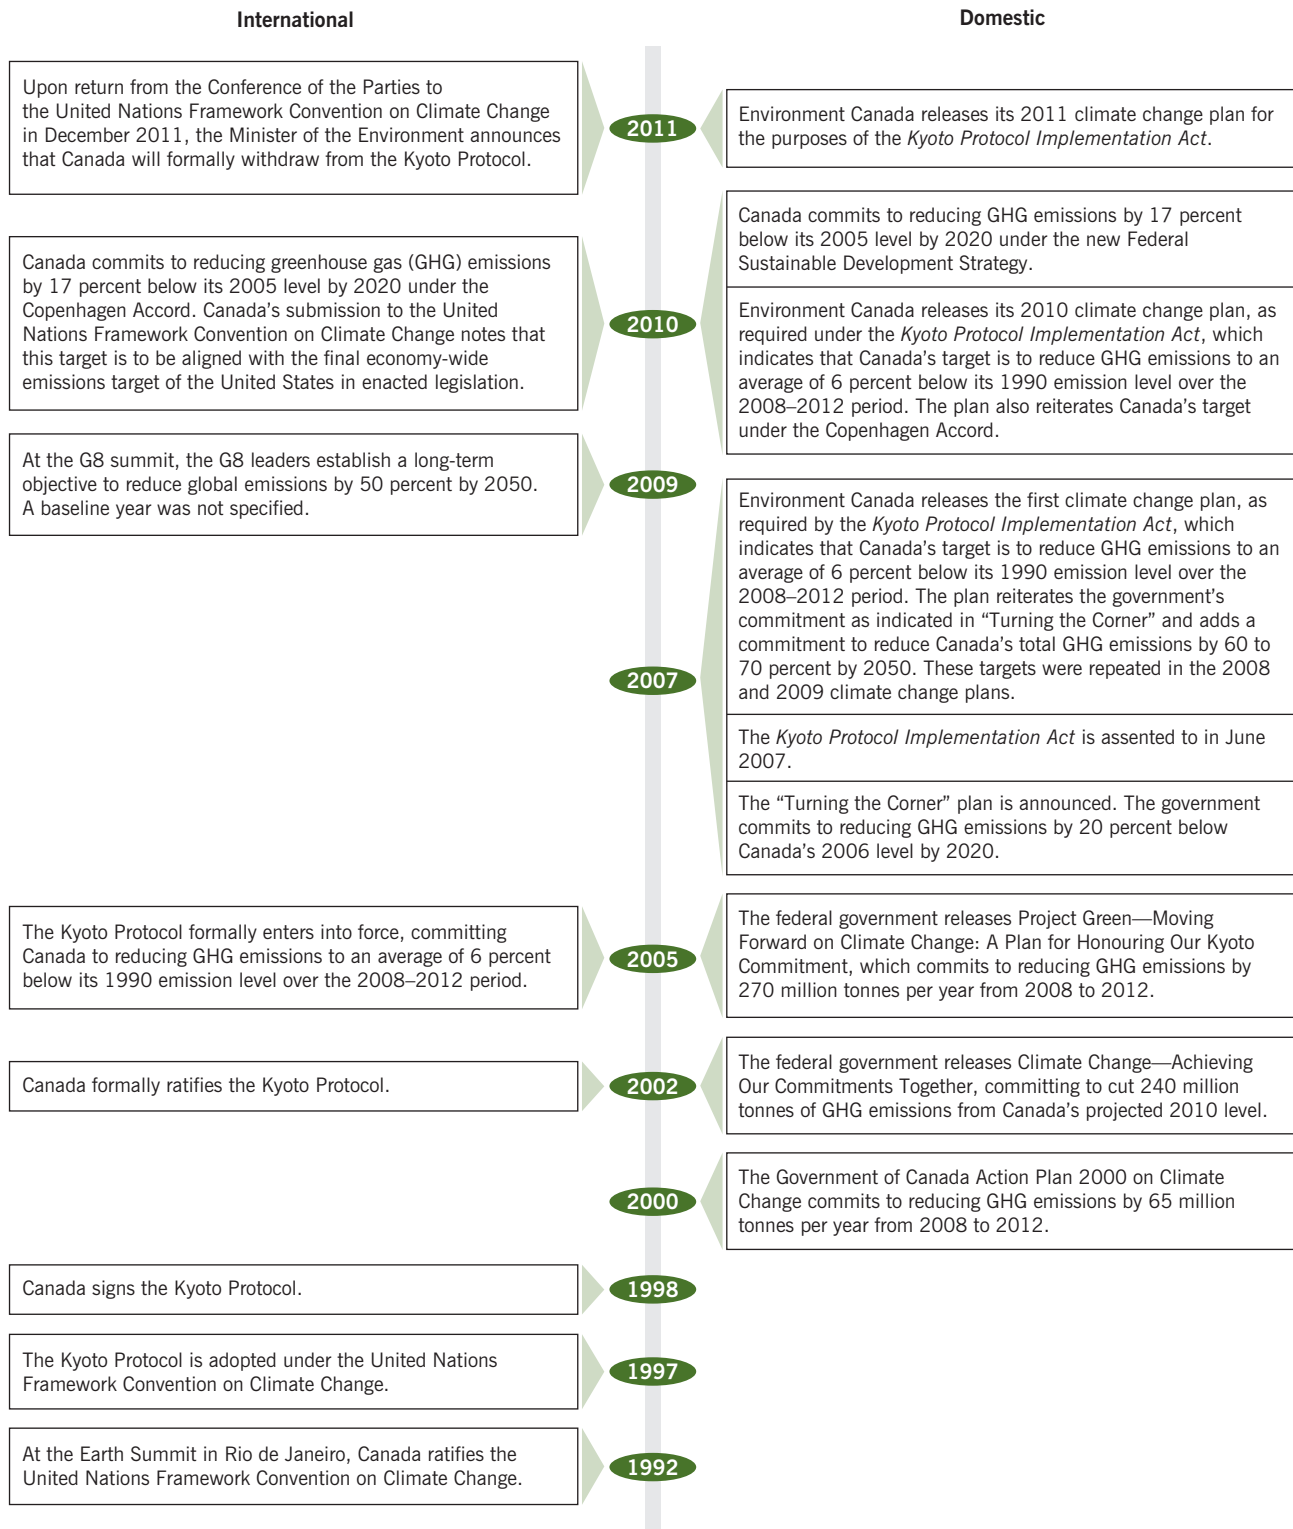 International
Domestic
Upon return from the Conference of the Parties to
the United Nations Framework Convention on Climate Change
in December 2011, the Minister of the Environment announces
that Canada will formally withdraw from the Kyoto Protocol.
2011
Environment Canada releases its 2011 climate change plan for
the purposes of the Kyoto Protocol Implementation Act.
Canada commits to reducing greenhouse gas (GHG) emissions
by 17 percent below its 2005 level by 2020 under the
Copenhagen Accord. Canada’s submission to the United
Nations Framework Convention on Climate Change notes that
this target is to be aligned with the final economy-wide
emissions target of the United States in enacted legislation.
2010
Canada commits to reducing GHG emissions by 17 percent
below its 2005 level by 2020 under the new Federal
Sustainable Development Strategy.
Environment Canada releases its 2010 climate change plan, as
required under the Kyoto Protocol Implementation Act, which
indicates that Canada’s target is to reduce GHG emissions to an
average of 6 percent below its 1990 emission level over the
2008–2012 period. The plan also reiterates Canada’s target
under the Copenhagen Accord.
At the G8 summit, the G8 leaders establish a long-term
objective to reduce global emissions by 50 percent by 2050.
A baseline year was not specified.
2009
2007
Environment Canada releases the first climate change plan, as
required by the Kyoto Protocol Implementation Act, which
indicates that Canada’s target is to reduce GHG emissions to an
average of 6 percent below its 1990 emission level over the
2008–2012 period. The plan reiterates the government’s
commitment as indicated in “Turning the Corner” and adds a
commitment to reduce Canada’s total GHG emissions by 60 to
70 percent by 2050. These targets were repeated in the 2008
and 2009 climate change plans.
The Kyoto Protocol Implementation Act is assented to in June
2007.
The “Turning the Corner” plan is announced. The government
commits to reducing GHG emissions by 20 percent below
Canada’s 2006 level by 2020.
The Kyoto Protocol formally enters into force, committing
Canada to reducing GHG emissions to an average of 6 percent
below its 1990 emission level over the 2008–2012 period.
2005
The federal government releases Project Green—Moving
Forward on Climate Change: A Plan for Honouring Our Kyoto
Commitment, which commits to reducing GHG emissions by
270 million tonnes per year from 2008 to 2012.
Canada formally ratifies the Kyoto Protocol.
2002
The federal government releases Climate Change—Achieving
Our Commitments Together, committing to cut 240 million
tonnes of GHG emissions from Canada’s projected 2010 level.
2000
The Government of Canada Action Plan 2000 on Climate
Change commits to reducing GHG emissions by 65 million
tonnes per year from 2008 to 2012.
Canada signs the Kyoto Protocol.
1998
The Kyoto Protocol is adopted under the United Nations
Framework Convention on Climate Change.
1997
At the Earth Summit in Rio de Janeiro, Canada ratifies the
United Nations Framework Convention on Climate Change.
1992